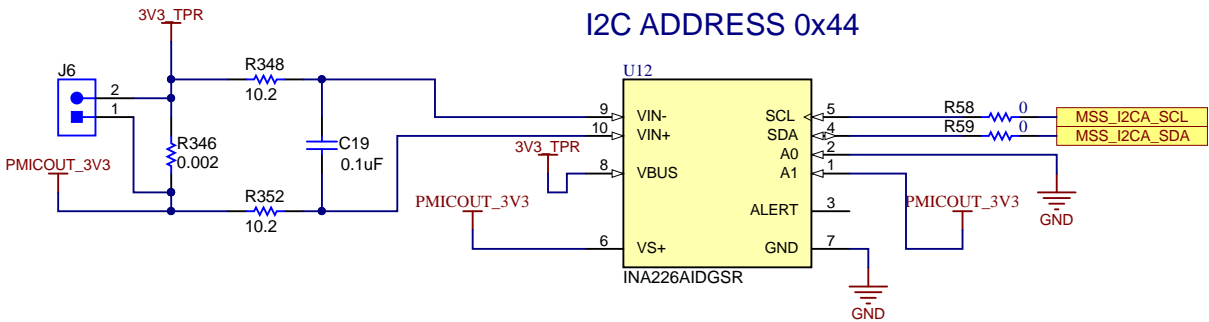 I2C ADDRESS 0x44
3V3_TPR
J6
2
1
R346
0.002
PMICOUT_3V3
R348
10.2
R352
10.2
C19
0.1uF
3V3_TPR
PMICOUT_3V3
U12
9 VIN- SCL 5
10 VIN+ SDA 4
A0 2
8 VBUS A1 1
ALERT 3
6 VS+ GND 7
INA226AIDGSR
R58 0 MSS_I2CA_SCL
R59 0 MSS_I2CA_SDA
PMICOUT_3V3
GND
GND